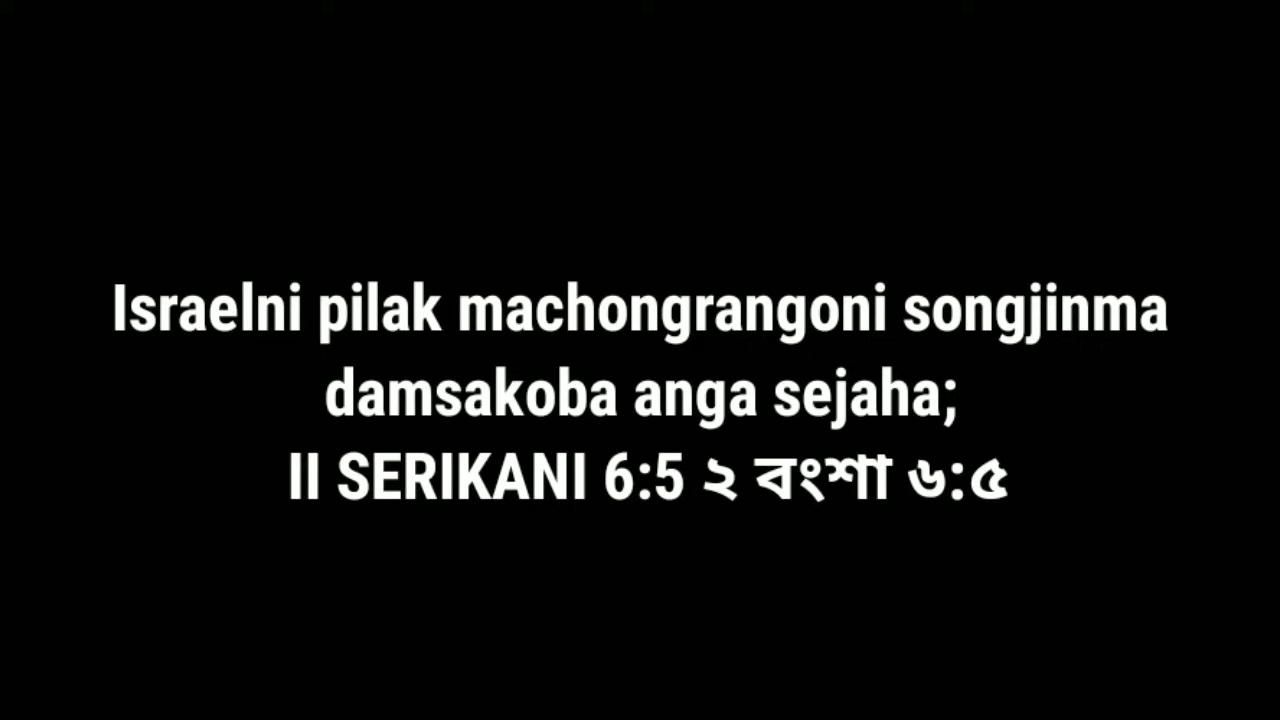 Israelni pilak machongrangoni songjinma
damsakoba anga sejaha;
II SERIKANI 6:5 ২ বংশা ৬:৫